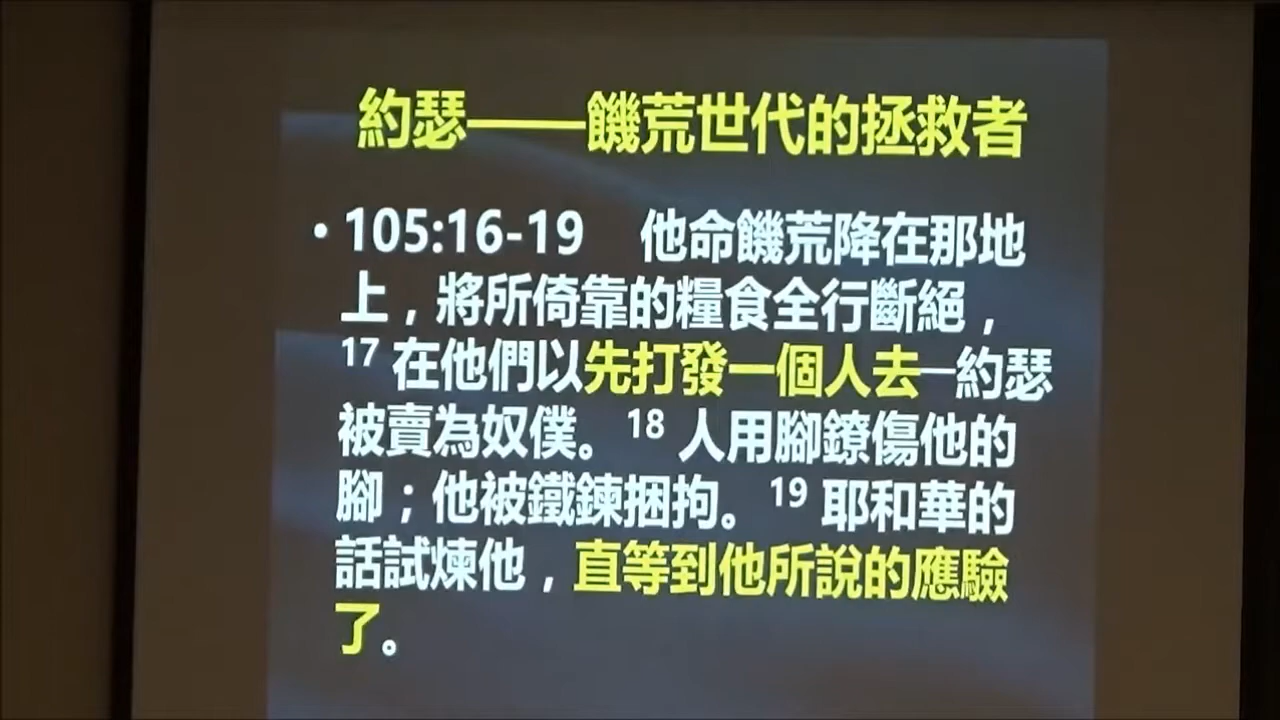 約瑟——饑荒世代的拯救者
• 105:16-19 他命饑荒降在那地
上，將所倚靠的糧食全行斷絕，
17 在他們以先打發一個人去─約瑟
被賣為奴僕。18 人用腳鐐傷他的
腳；他被鐵鍊捆拘。19 耶和華的
話試煉他，直等到他所說的應驗
了。